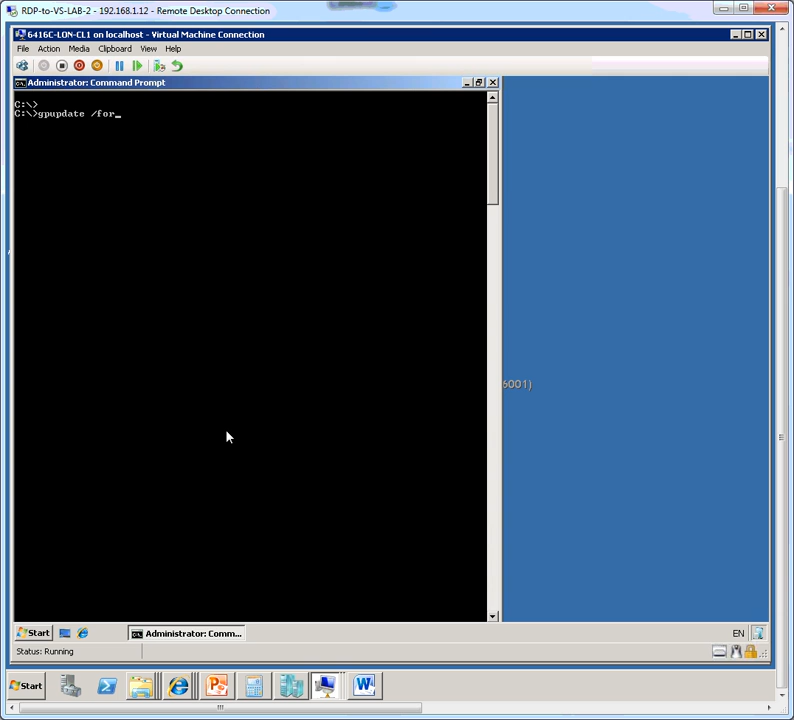 RDP-to-VS-LAB-2 - 192.168.1.12 - Remote Desktop Connection
6416C-LON-CL1 on localhost - Virtual Machine Connection
File Action Media Clipboard View Help
Administrator: Command Prompt
C:\>
C:\>gpupdate /for_
6001)
Start
Administrator: Comm...
EN
Status: Running
Start